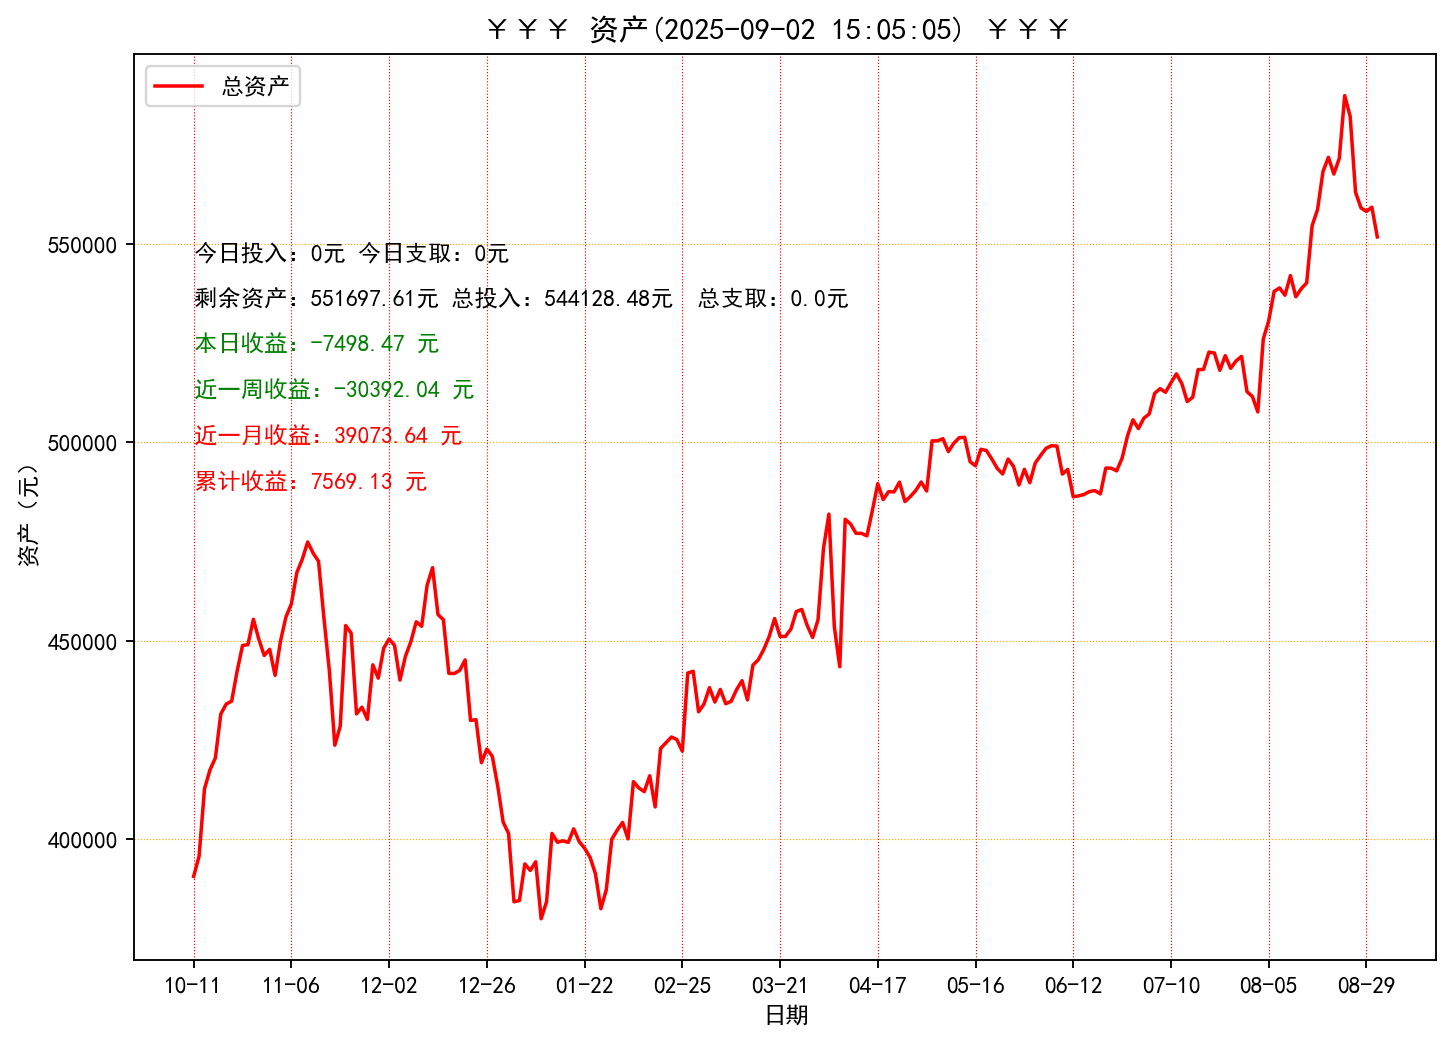 ￥￥￥ 资产(2025-09-02 15:05:05) ￥￥￥
总资产
今日投入：0元 今日支取：0元
剩余资产：551697.61元 总投入：544128.48元  总支取：0.0元
本日收益：-7498.47 元
近一周收益：-30392.04 元
近一月收益：39073.64 元
累计收益：7569.13 元
资产（元）
550000
500000
450000
400000
10-11 11-06 12-02 12-26 01-22 02-25 03-21 04-17 05-16 06-12 07-10 08-05 08-29
日期